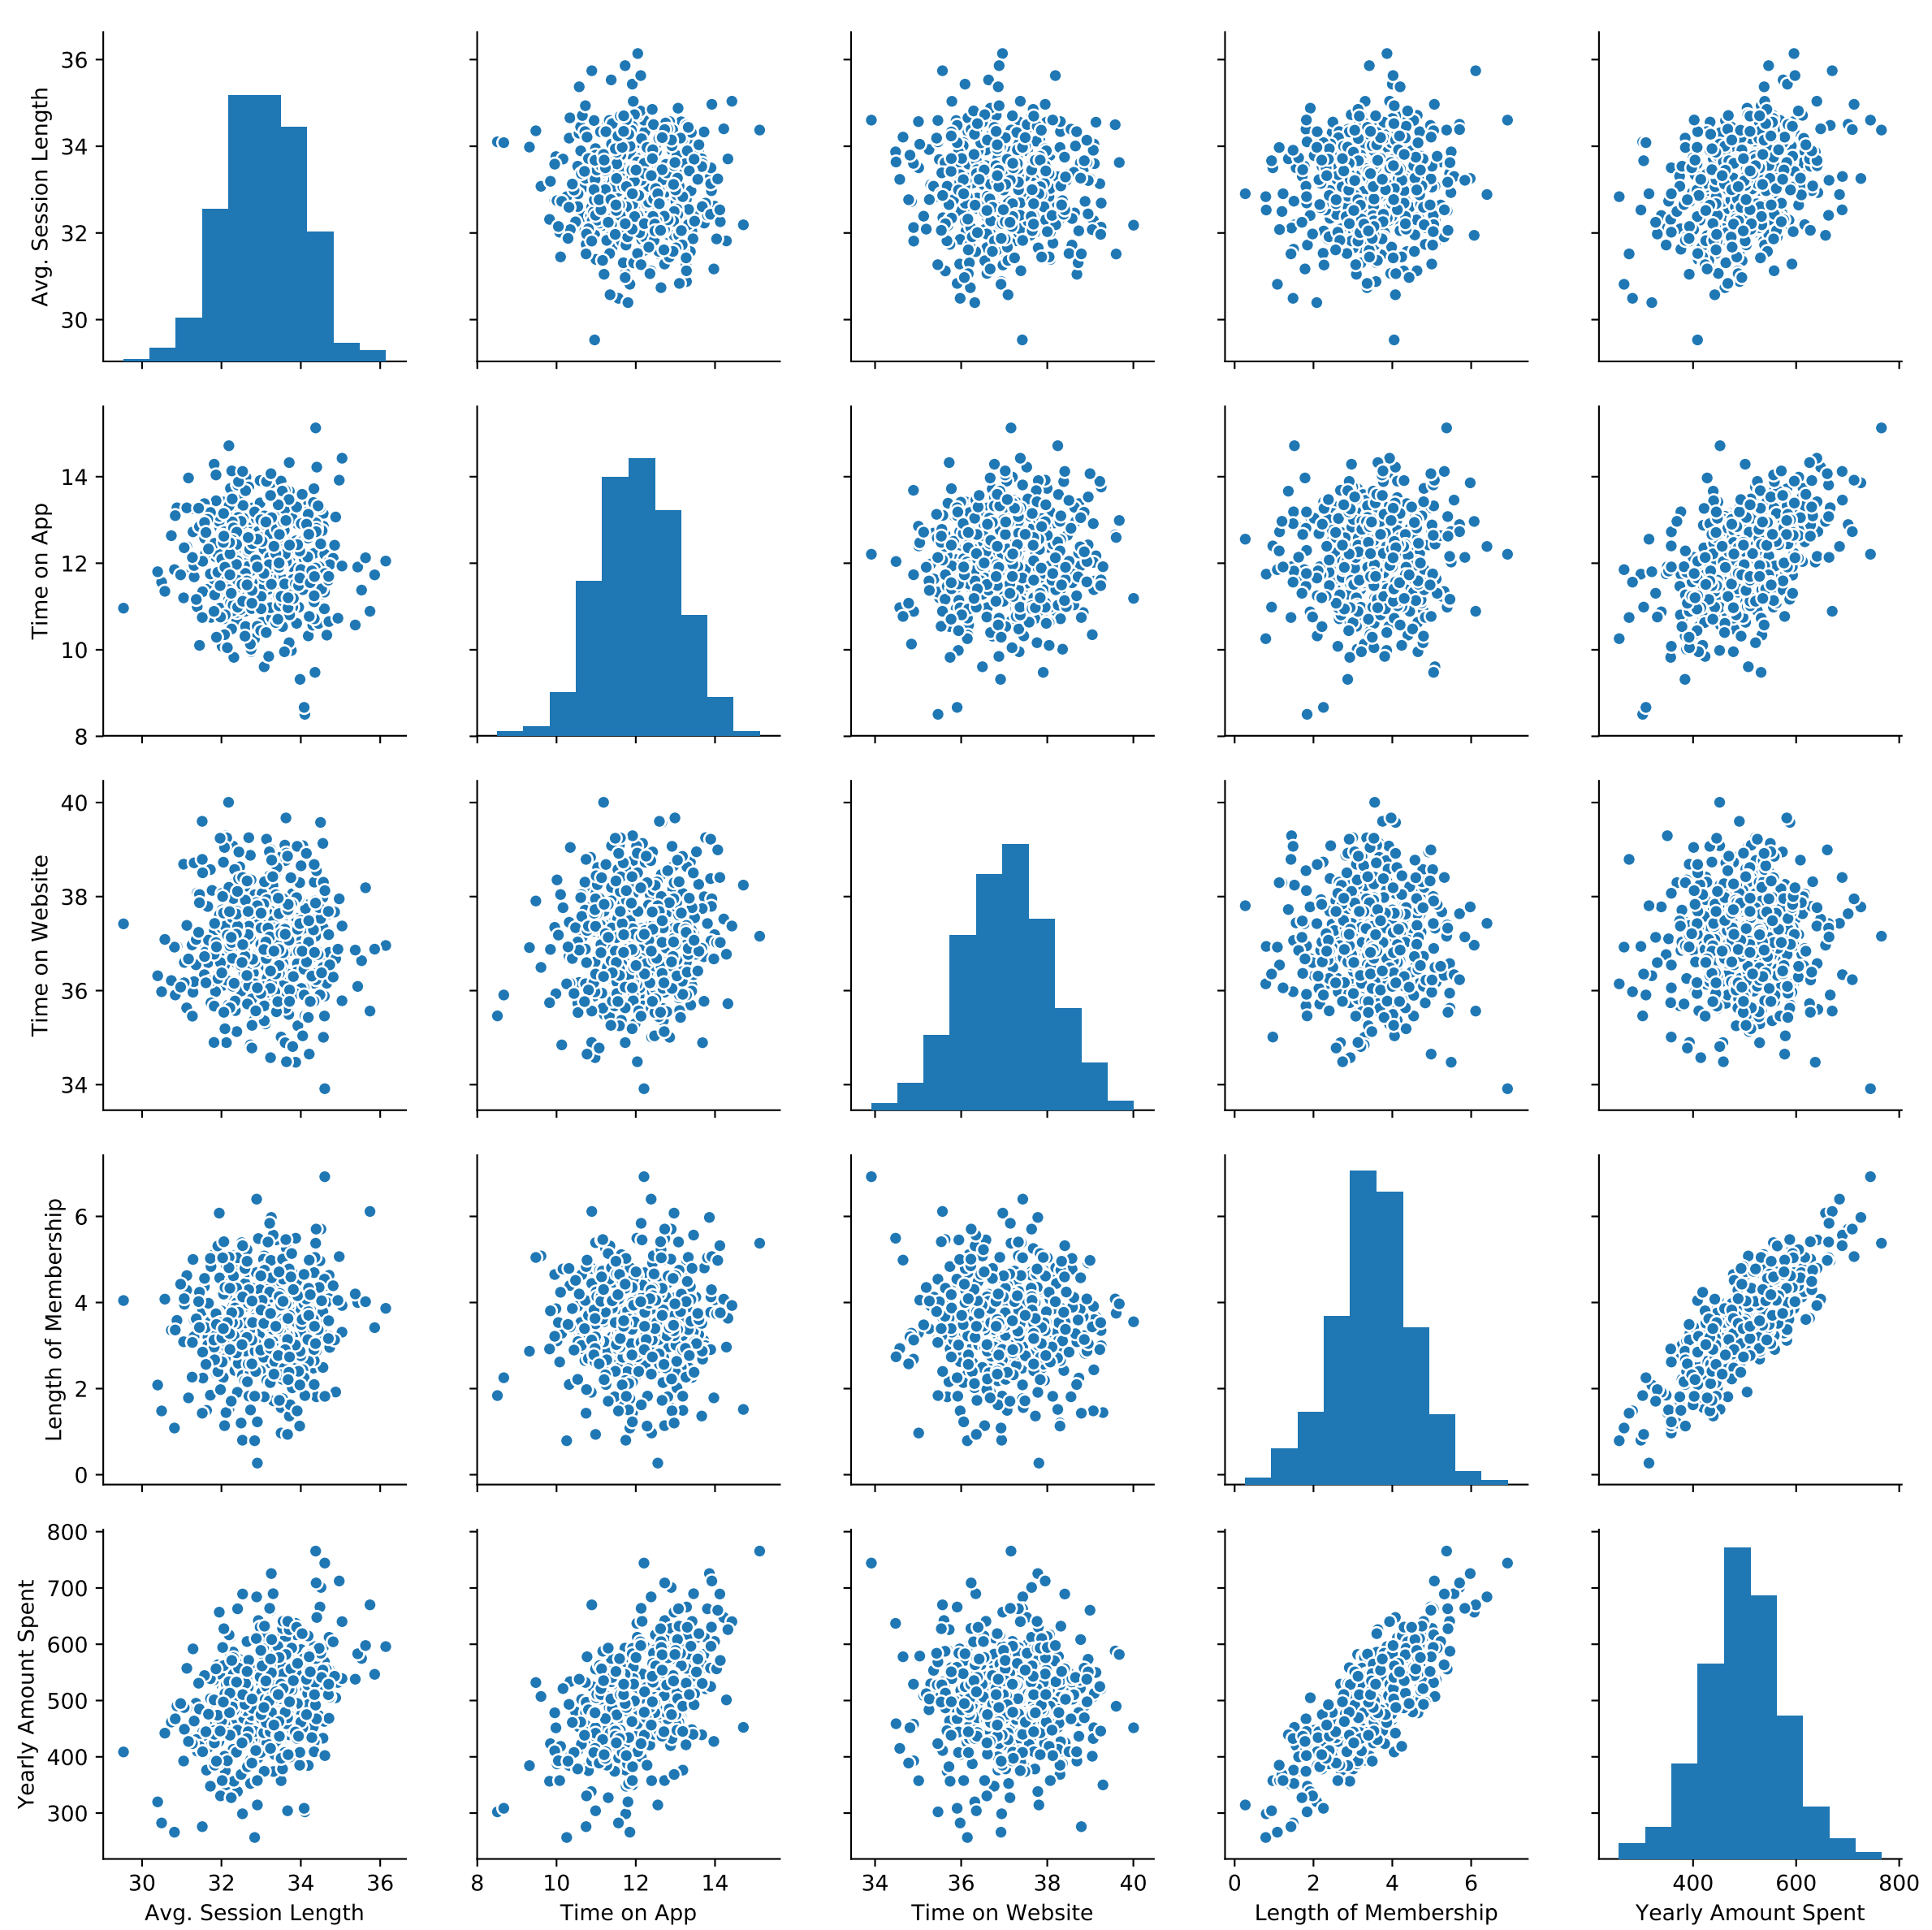 36
34
32
30
Avg. Session Length
14
12
10
8
Time on App
40
38
36
34
Time on Website
6
4
2
0
Length of Membership
800
700
600
500
400
300
Yearly Amount Spent
30 32 34 36
8 10 12 14
34 36 38 40
0 2 4 6
400 600 800
Avg. Session Length
Time on App
Time on Website
Length of Membership
Yearly Amount Spent